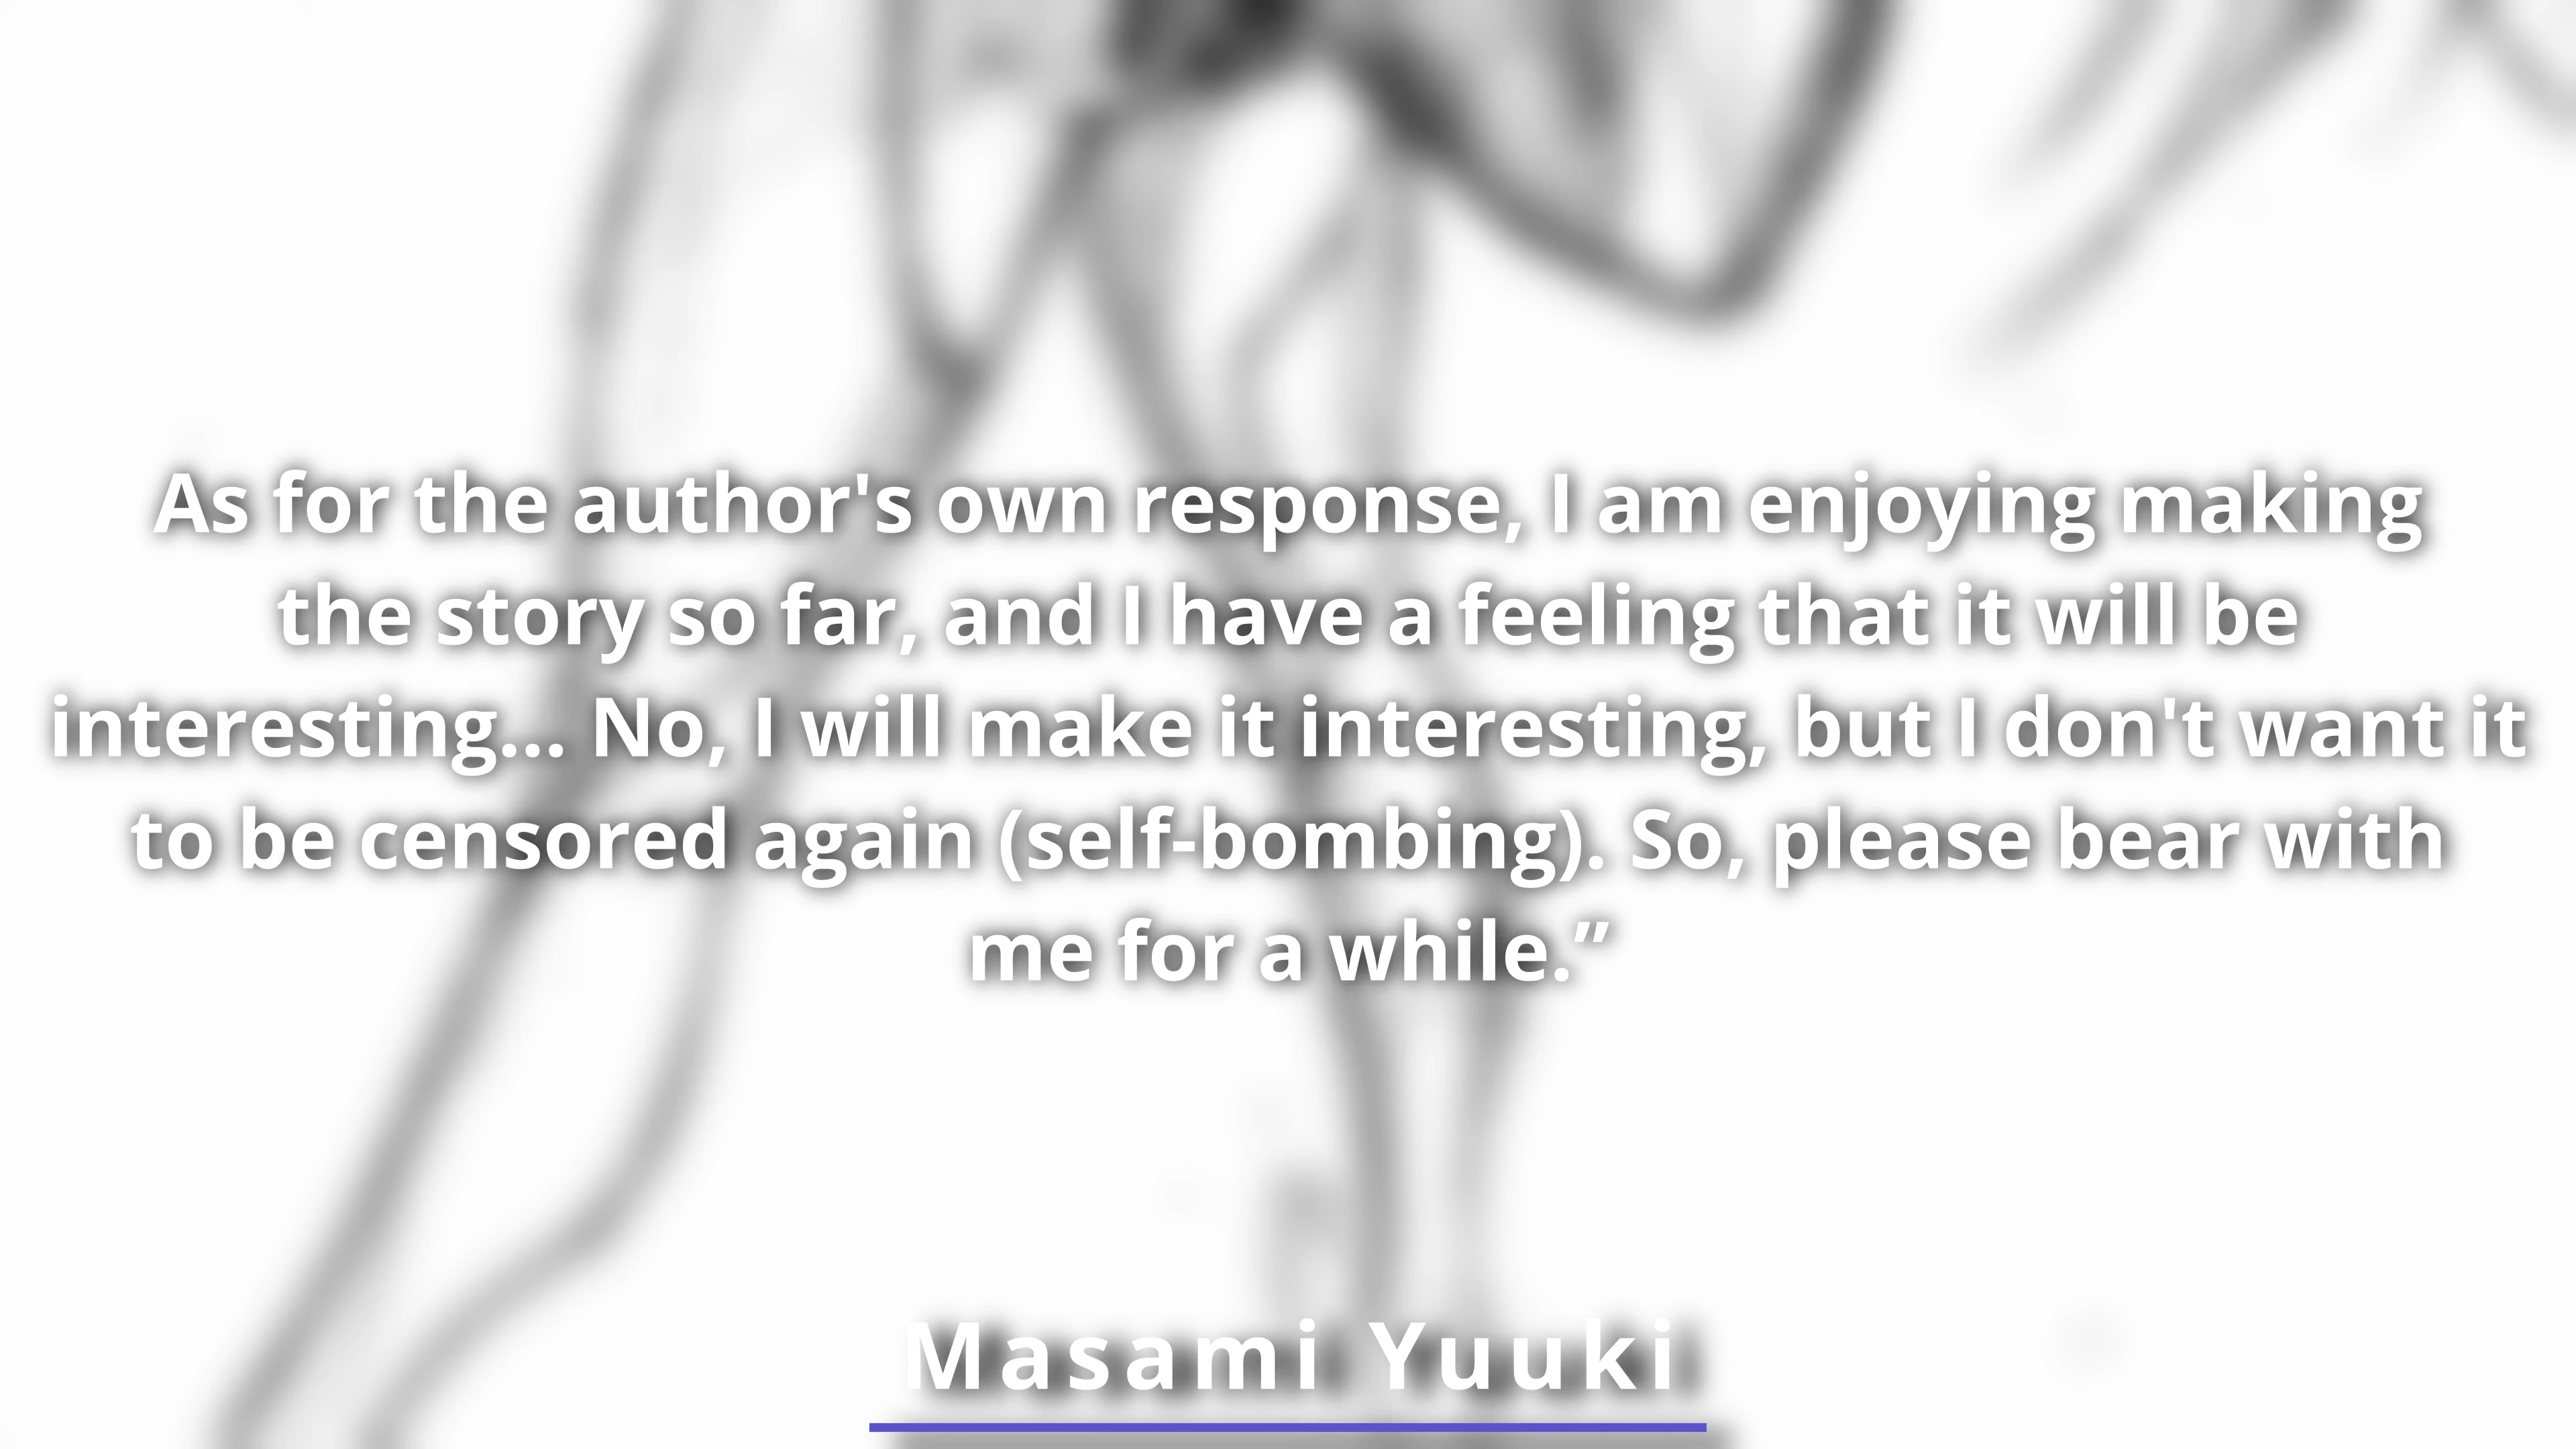 As for the author's own response, I am enjoying making
the story so far, and I have a feeling that it will be
interesting... No, I will make it interesting, but I don't want it
to be censored again (self-bombing). So, please bear with
me for a while.”
Masami Yuuki